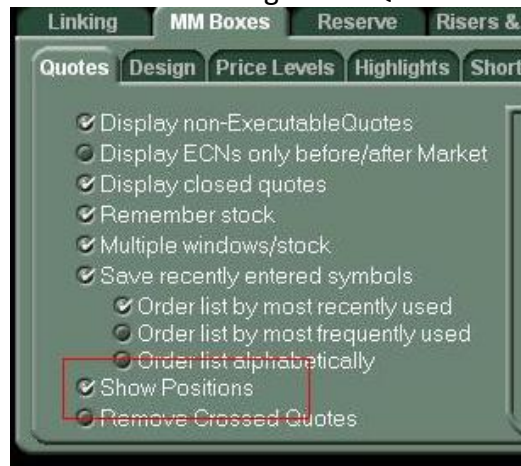 Linking MM Boxes Reserve Risers &
Quotes Design Price Levels Highlights Short
Display non-ExecutableQuotes
Display ECNs only before/after Market
Display closed quotes
Remember stock
Multiple windows/stock
Save recently entered symbols
Order list by most recently used
Order list by most frequently used
Order list alphabetically
Show Positions
Remove Crossed Quotes